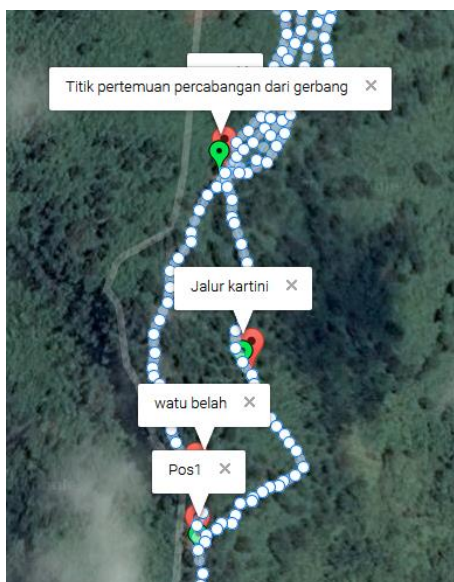 Titik pertemuan percabangan dari gerbang
Jalur kartini
watu belah
Pos1